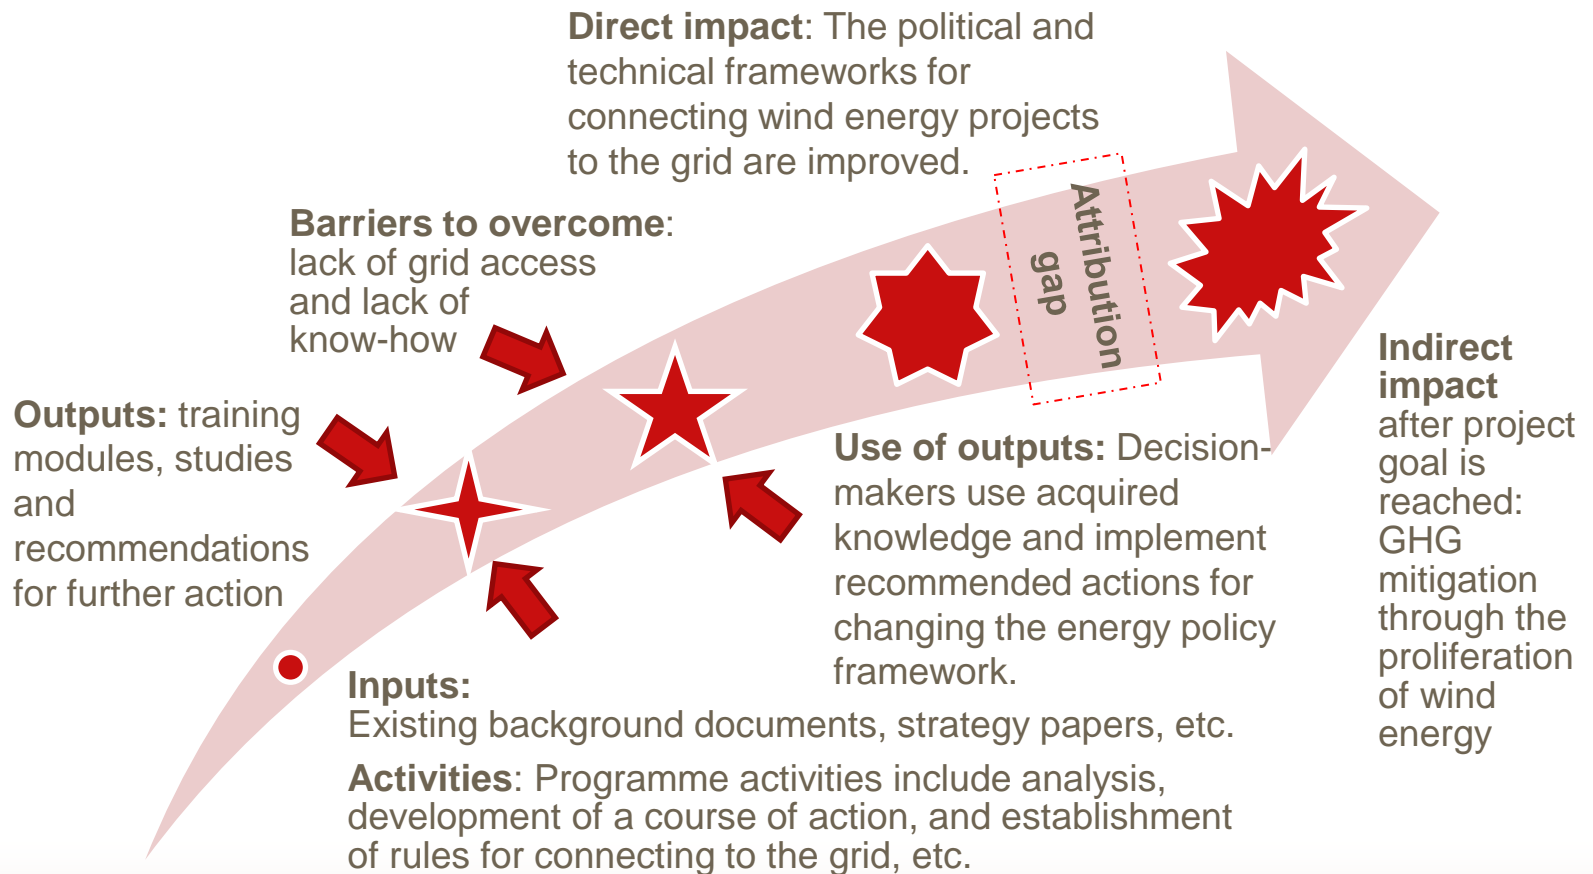 Direct impact: The political and
technical frameworks for
connecting wind energy projects
to the grid are improved.
Barriers to overcome:
lack of grid access
and lack of
know-how
Attribution
gap
Outputs: training
modules, studies
and
recommendations
for further action
Use of outputs: Decision-
makers use acquired
knowledge and implement
recommended actions for
changing the energy policy
framework.
Indirect
impact
after project
goal is
reached:
GHG
mitigation
through the
proliferation
of wind
energy
Inputs:
Existing background documents, strategy papers, etc.
Activities: Programme activities include analysis,
development of a course of action, and establishment
of rules for connecting to the grid, etc.